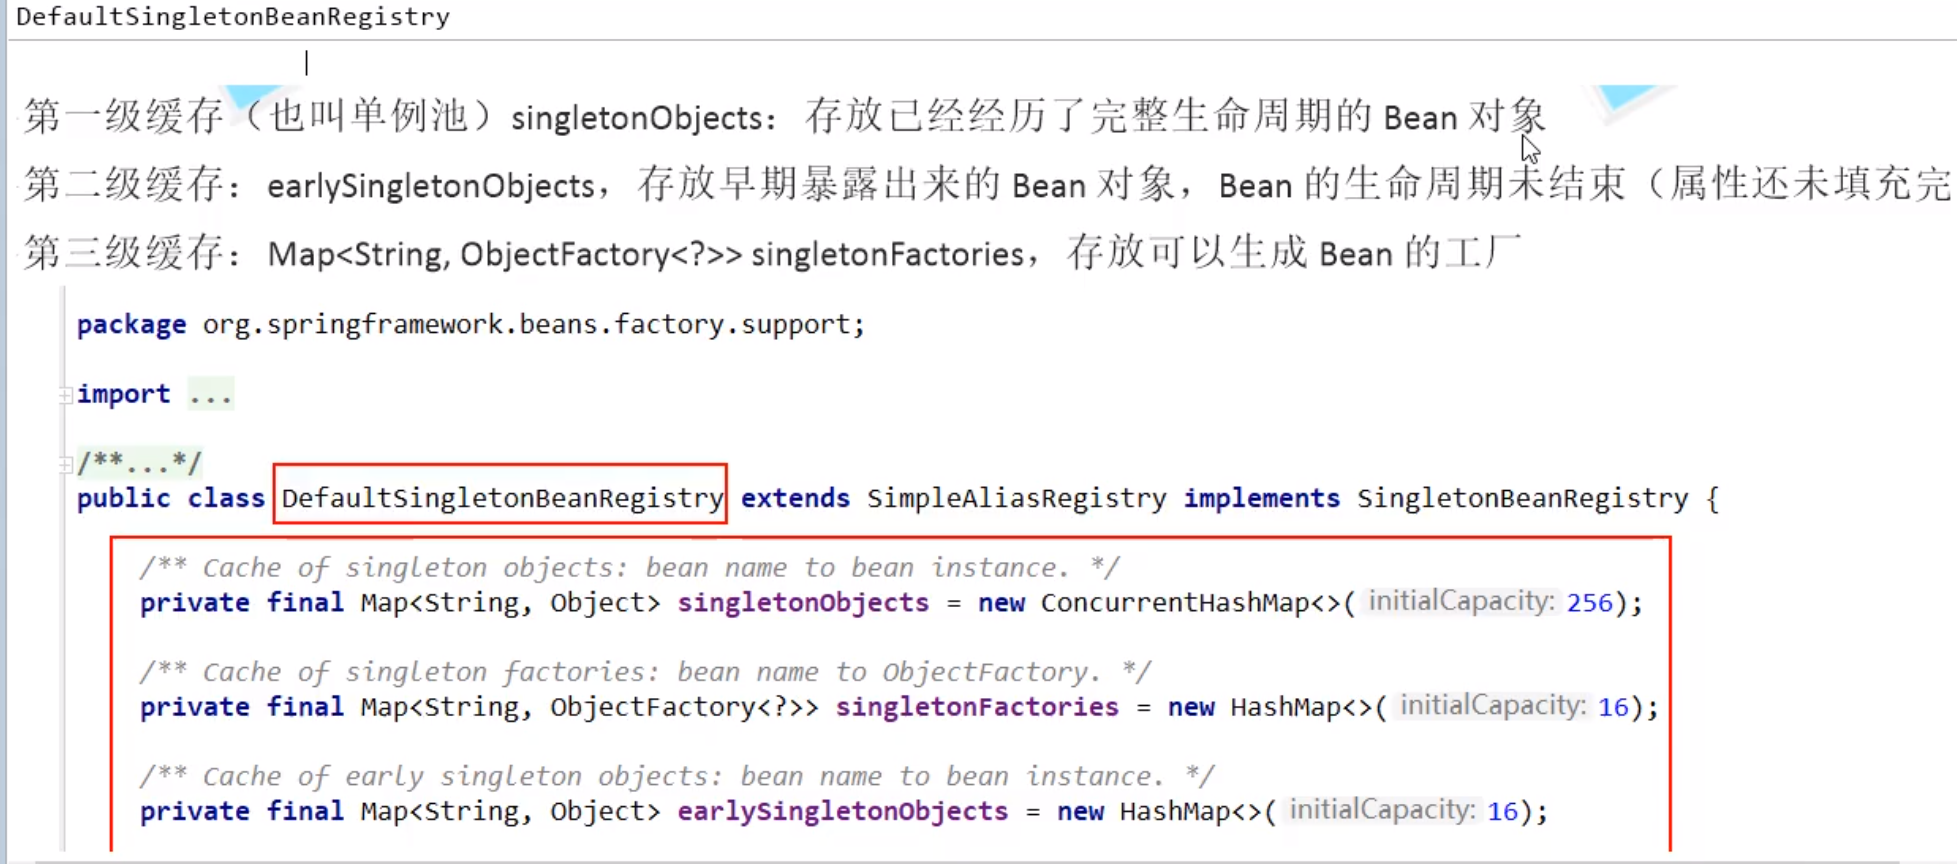 DefaultSingletonBeanRegistry
第一级缓存（也叫单例池）singletonObjects：存放已经经历了完整生命周期的 Bean 对象
第二级缓存：earlySingletonObjects，存放早期暴露出来的 Bean 对象，Bean 的生命周期未结束（属性还未填充完
第三级缓存：Map<String, ObjectFactory<?>> singletonFactories，存放可以生成 Bean 的工厂
package org.springframework.beans.factory.support;
import ...
/**...*/
public class DefaultSingletonBeanRegistry extends SimpleAliasRegistry implements SingletonBeanRegistry {
/** Cache of singleton objects: bean name to bean instance. */
private final Map<String, Object> singletonObjects = new ConcurrentHashMap<>( initialCapacity: 256);
/** Cache of singleton factories: bean name to ObjectFactory. */
private final Map<String, ObjectFactory<?>> singletonFactories = new HashMap<>( initialCapacity: 16);
/** Cache of early singleton objects: bean name to bean instance. */
private final Map<String, Object> earlySingletonObjects = new HashMap<>( initialCapacity: 16);